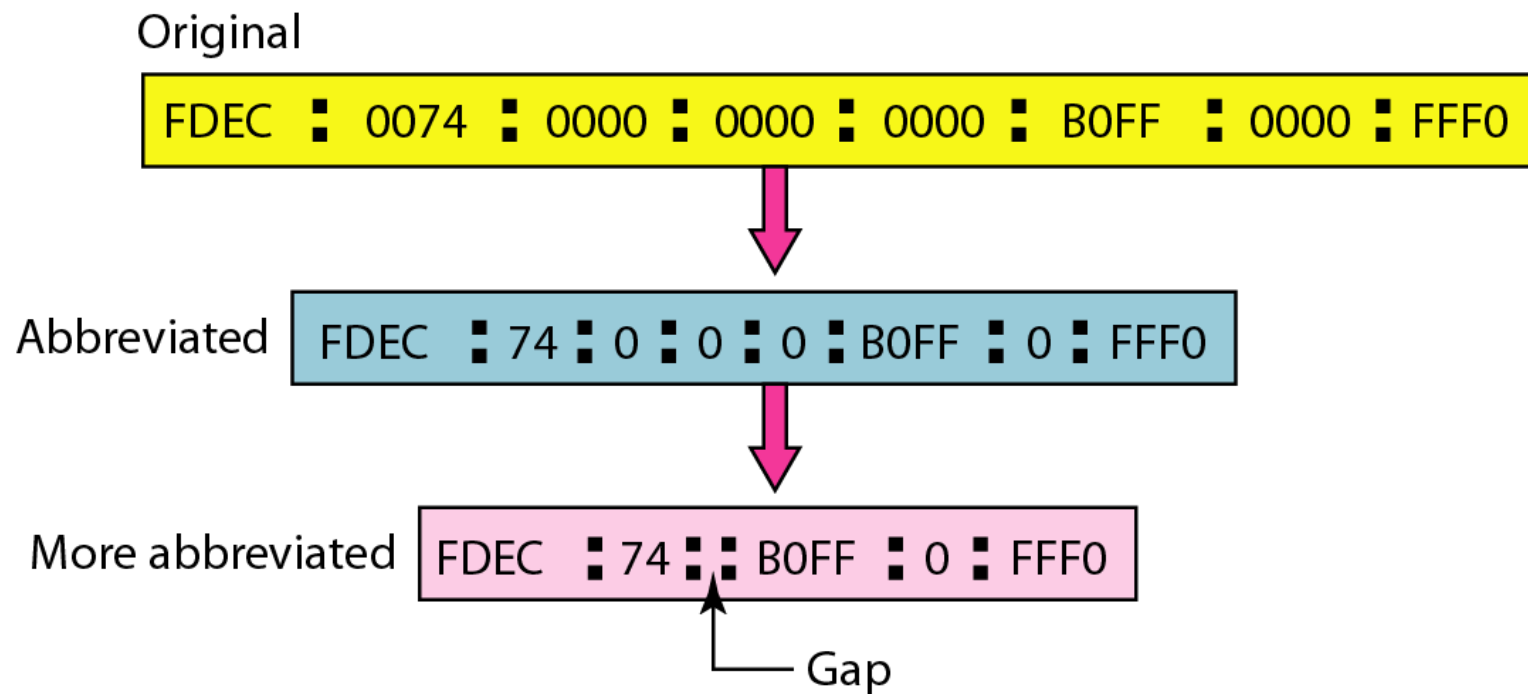 Original
FDEC : 0074 : 0000 : 0000 : 0000 : B0FF : 0000 : FFF0
Abbreviated FDEC : 74 : 0 : 0 : 0 : B0FF : 0 : FFF0
More abbreviated FDEC : 74 : : B0FF : 0 : FFF0
Gap